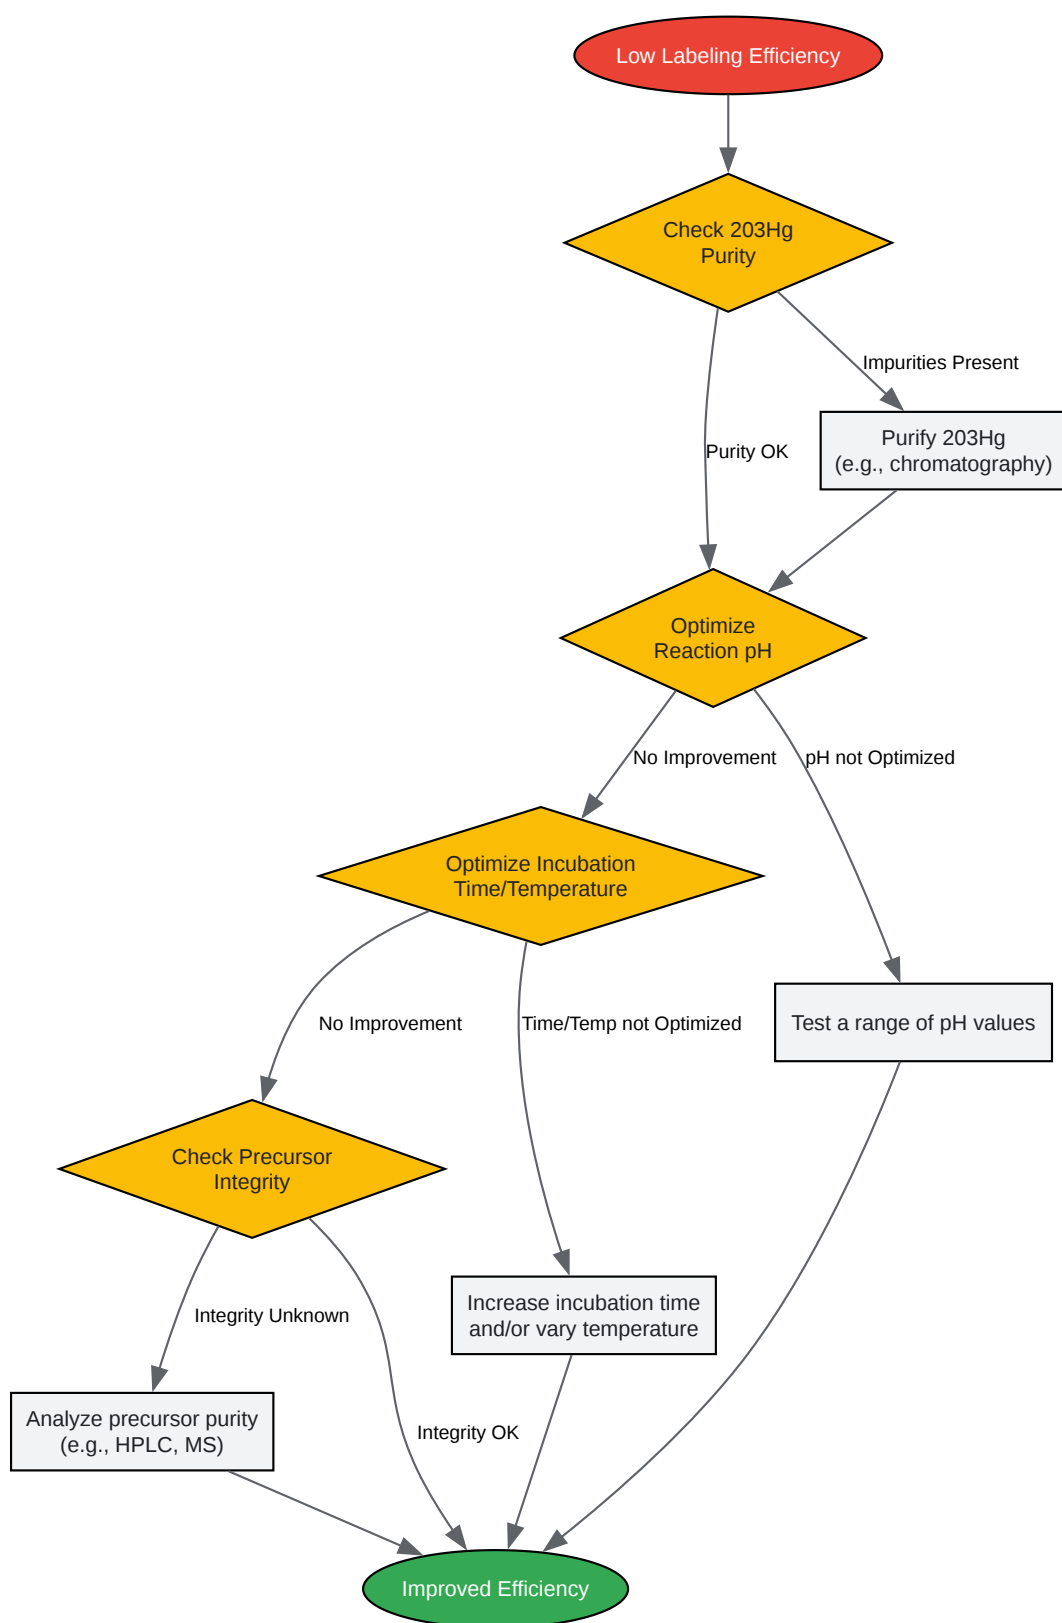 Low Labeling Efficiency
Check 203Hg
Purity
Impurities Present
Purify 203Hg
(e.g., chromatography)
Purity OK
Optimize
Reaction pH
No Improvement
pH not Optimized
Optimize Incubation
Time/Temperature
No Improvement
Time/Temp not Optimized
Test a range of pH values
Check Precursor
Integrity
Integrity Unknown
Increase incubation time
and/or vary temperature
Analyze precursor purity
(e.g., HPLC, MS)
Integrity OK
Improved Efficiency